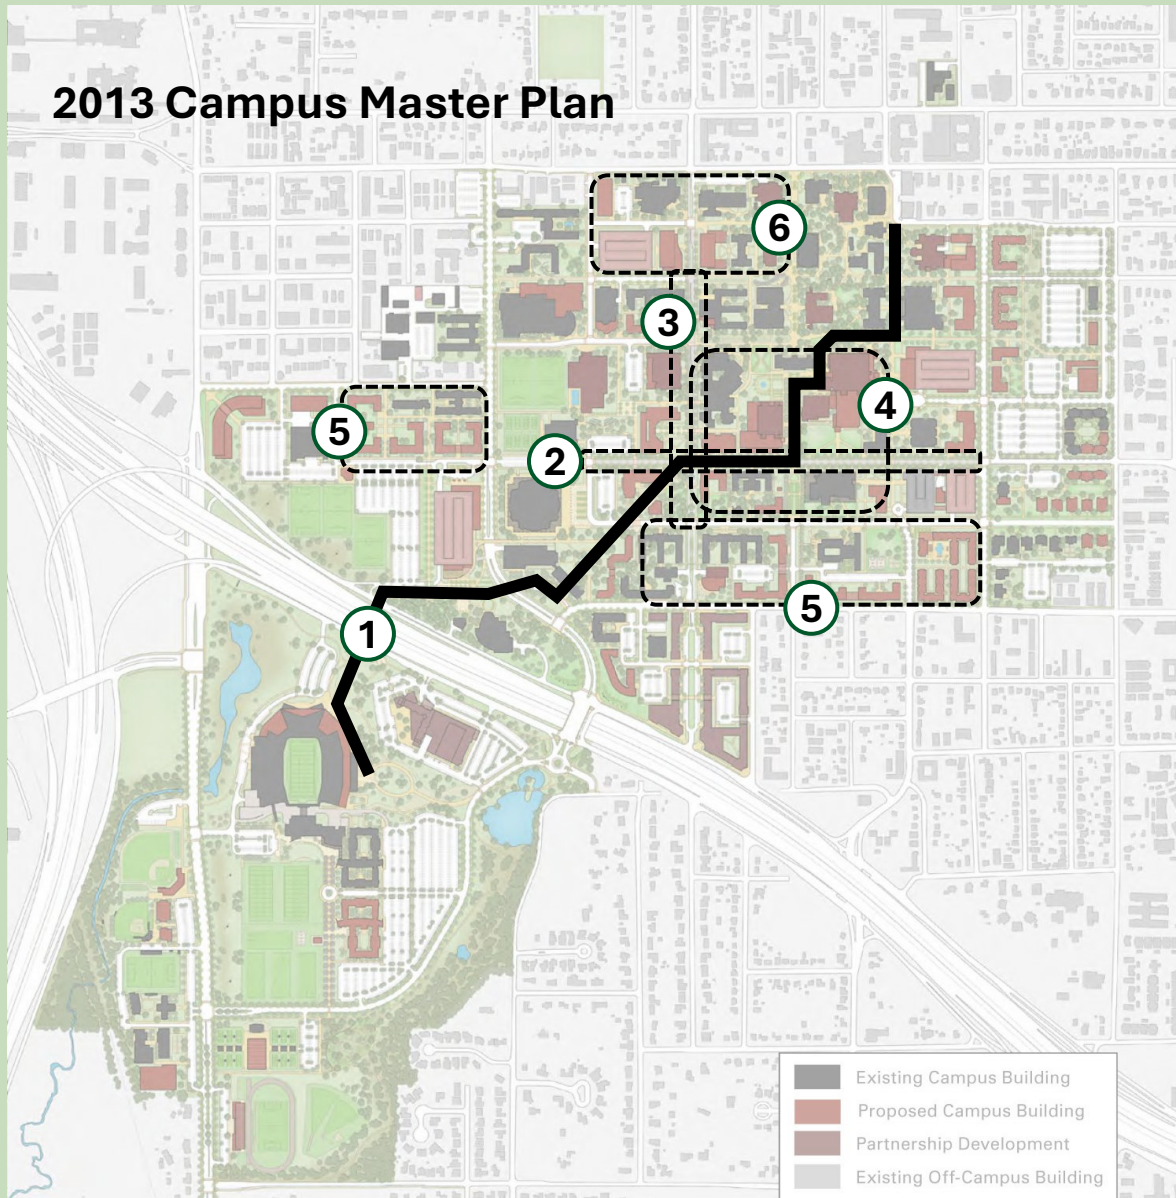 2013 Campus Master Plan
6
3
4
5
2
5
1
Existing Campus Building
Proposed Campus Building
Partnership Development
Existing Off-Campus Building